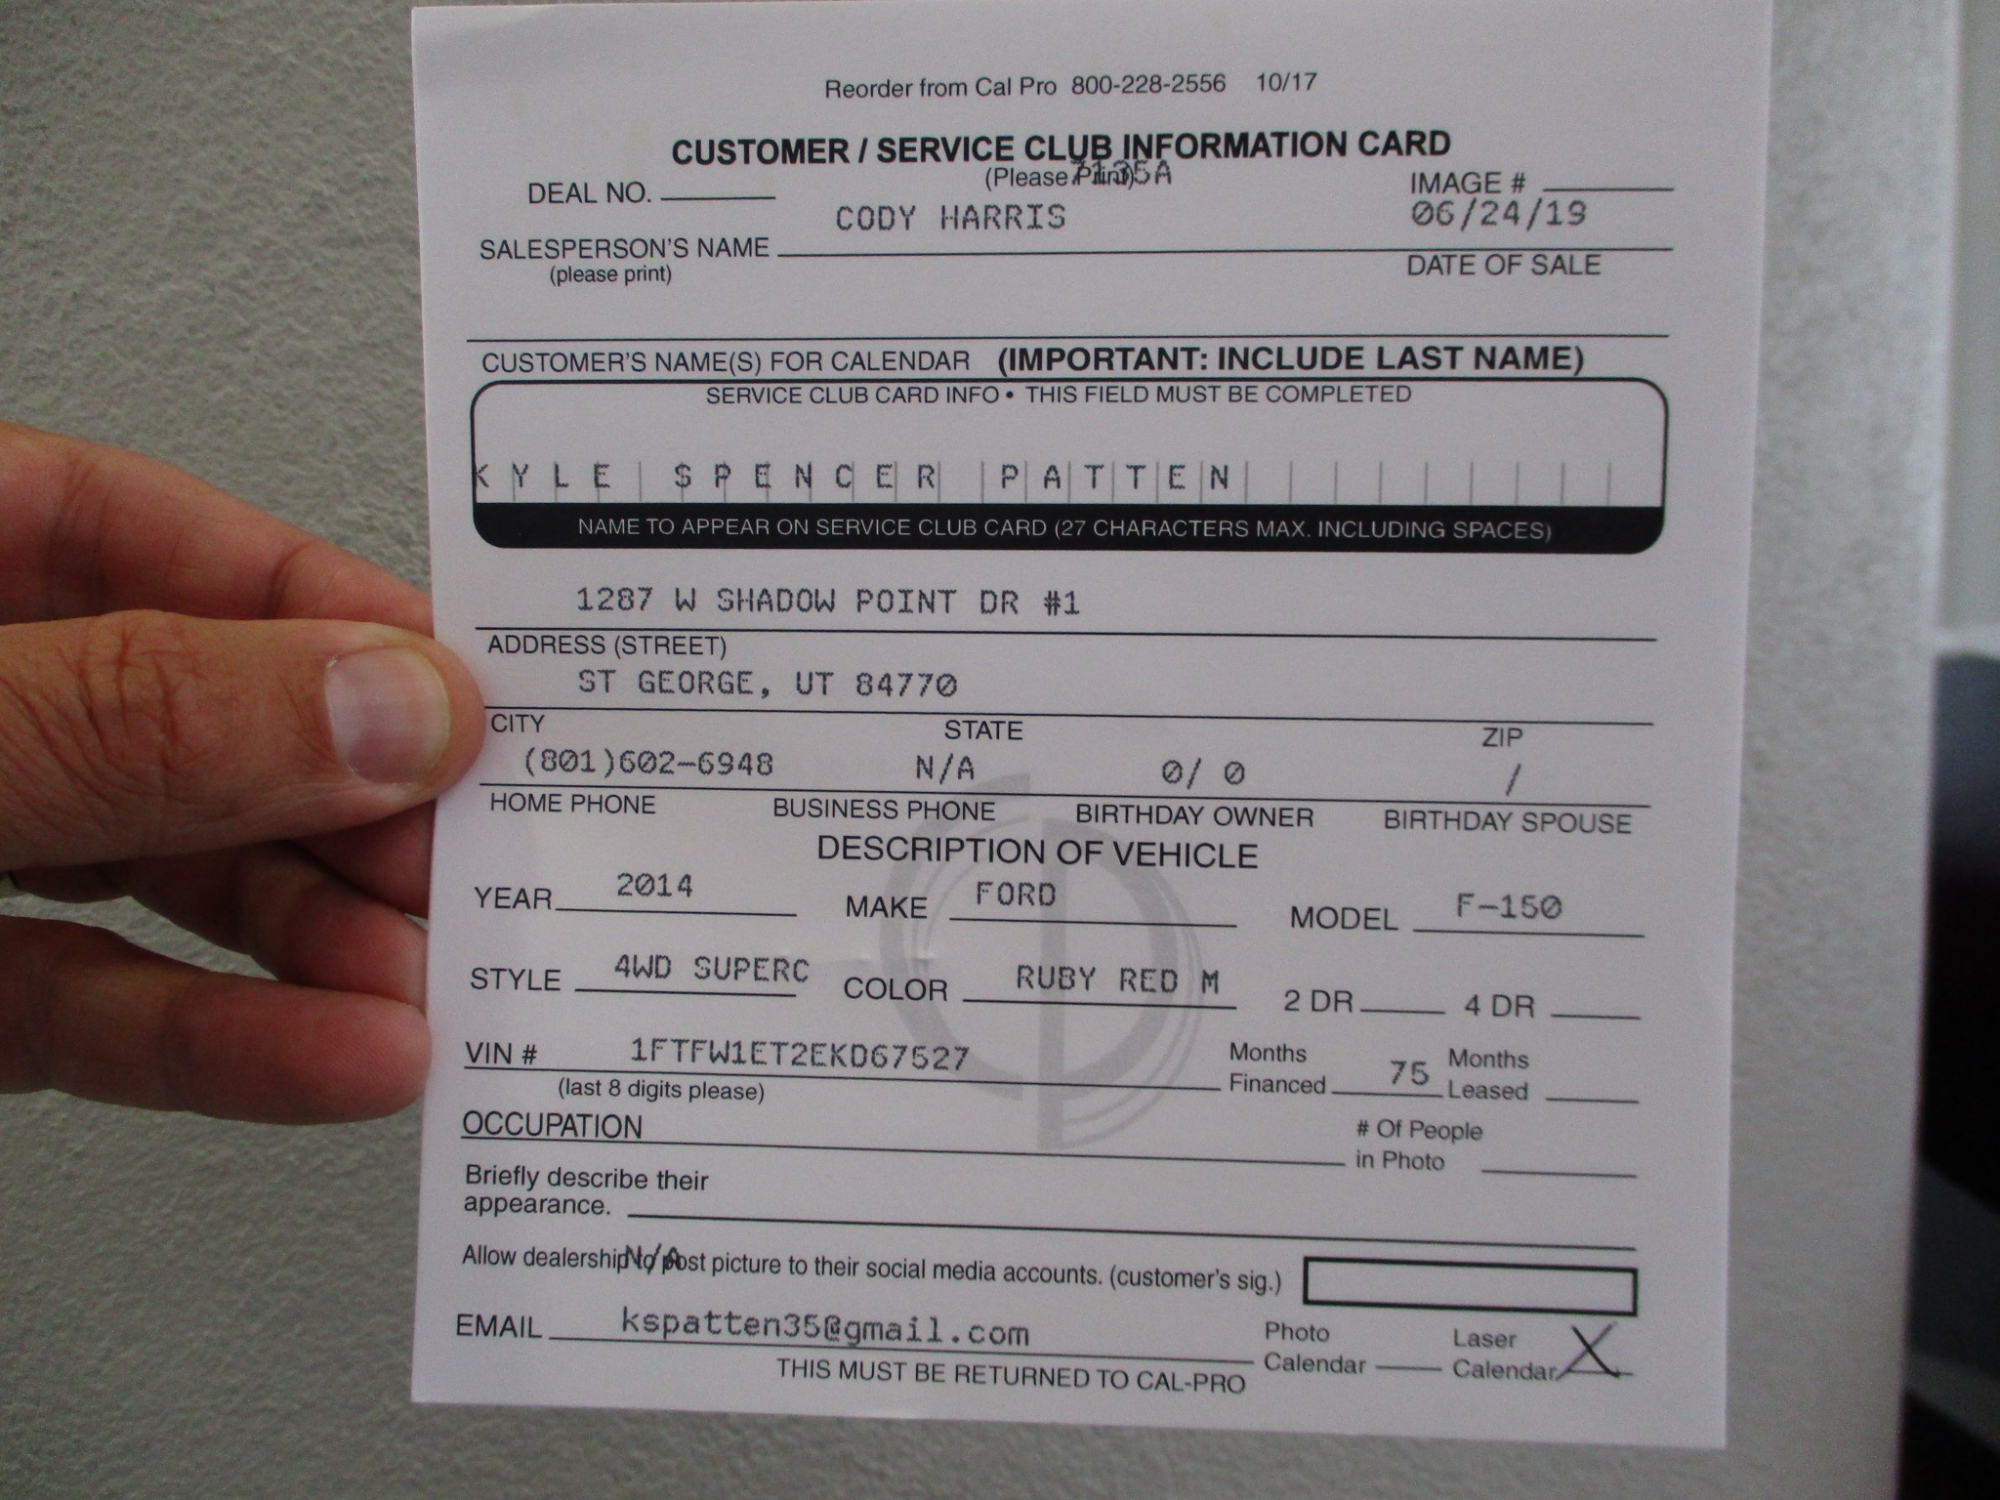 Reorder from Cal Pro 800-228-2556 10/17
CUSTOMER / SERVICE CLUB INFORMATION CARD
(Please Print) 7135A
DEAL NO. IMAGE #
CODY HARRIS 06/24/19
SALESPERSON'S NAME DATE OF SALE
(please print)
CUSTOMER'S NAME(S) FOR CALENDAR (IMPORTANT: INCLUDE LAST NAME)
SERVICE CLUB CARD INFO • THIS FIELD MUST BE COMPLETED
KYLE SPENCER PATTEN
NAME TO APPEAR ON SERVICE CLUB CARD (27 CHARACTERS MAX. INCLUDING SPACES)
1287 W SHADOW POINT DR #1
ADDRESS (STREET)
ST GEORGE, UT 84770
CITY STATE ZIP
(801)602-6948 N/A 0/ 0 /
HOME PHONE BUSINESS PHONE BIRTHDAY OWNER BIRTHDAY SPOUSE
DESCRIPTION OF VEHICLE
YEAR 2014 MAKE FORD MODEL F-150
STYLE 4WD SUPERC COLOR RUBY RED M 2 DR 4 DR
VIN # 1FTFW1ET2EKD67527 Months Financed 75 Months Leased
(last 8 digits please)
OCCUPATION # Of People in Photo
Briefly describe their
appearance.
N/A
Allow dealership to post picture to their social media accounts. (customer's sig.)
EMAIL kspatten35@gmail.com Photo Calendar Laser Calendar X
THIS MUST BE RETURNED TO CAL-PRO